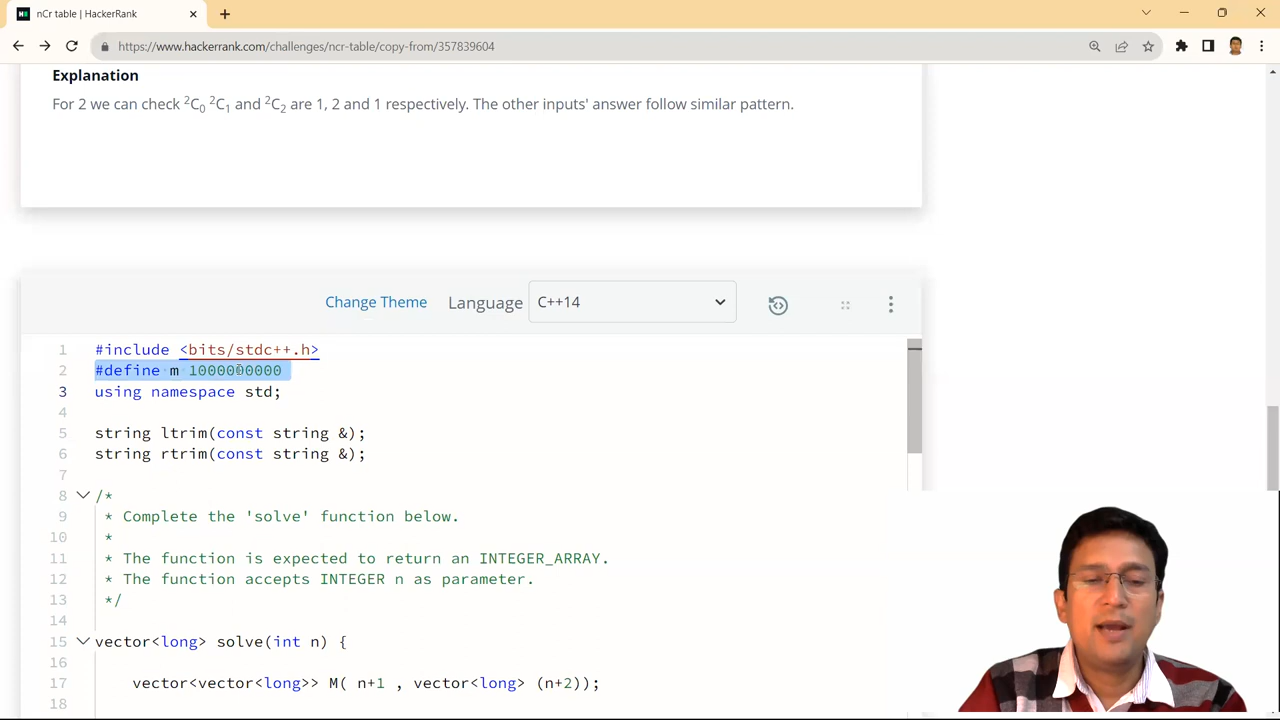 nCr table | HackerRank
https://www.hackerrank.com/challenges/ncr-table/copy-from/357839604
Explanation
For 2 we can check ²C₀ ²C₁ and ²C₂ are 1, 2 and 1 respectively. The other inputs' answer follow similar pattern.
Change Theme Language C++14
1 #include <bits/stdc++.h>
2 #define m 1000000000
3 using namespace std;
4
5 string ltrim(const string &);
6 string rtrim(const string &);
7
8 /*
9 * Complete the 'solve' function below.
10 *
11 * The function is expected to return an INTEGER_ARRAY.
12 * The function accepts INTEGER n as parameter.
13 */
14
15 vector<long> solve(int n) {
16
17 vector<vector<long>> M( n+1 , vector<long> (n+2));
18